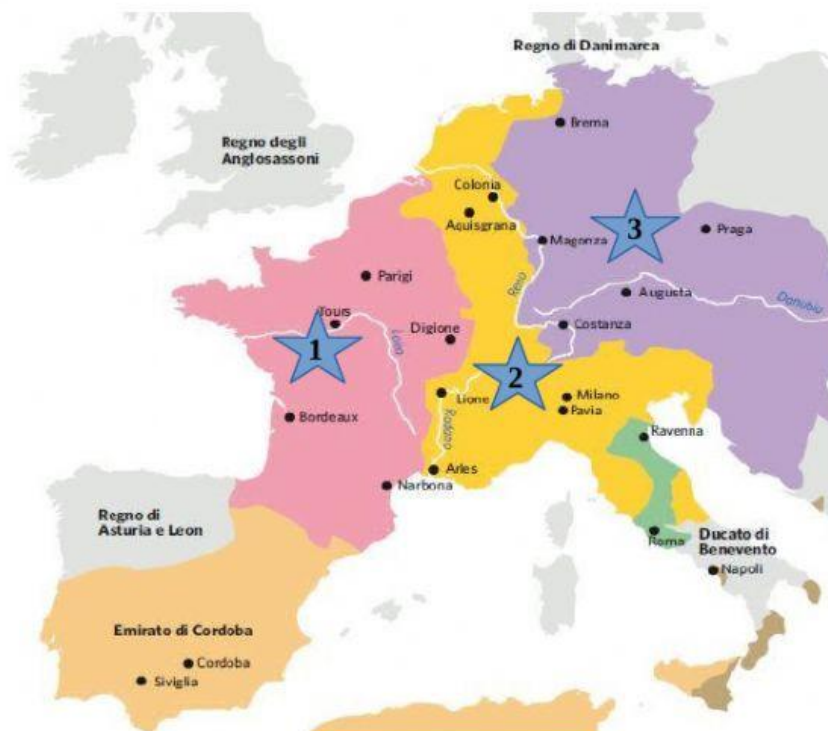 Regno di Danimarca
Brema
Regno degli
Anglosassoni
Colonia
Aquisgrana
3
Magonza
Praga
Parigi
Reno
Augusta
Danubiu
Tours
Costanza
1
Loira
Digione
2
Lione
Milano
Pavia
Bordeaux
Rodano
Ravenna
Arles
Narbona
Regno di
Asturia e Leon
Roma
Ducato di
Benevento
Napoli
Emirato di Cordoba
Cordoba
Siviglia